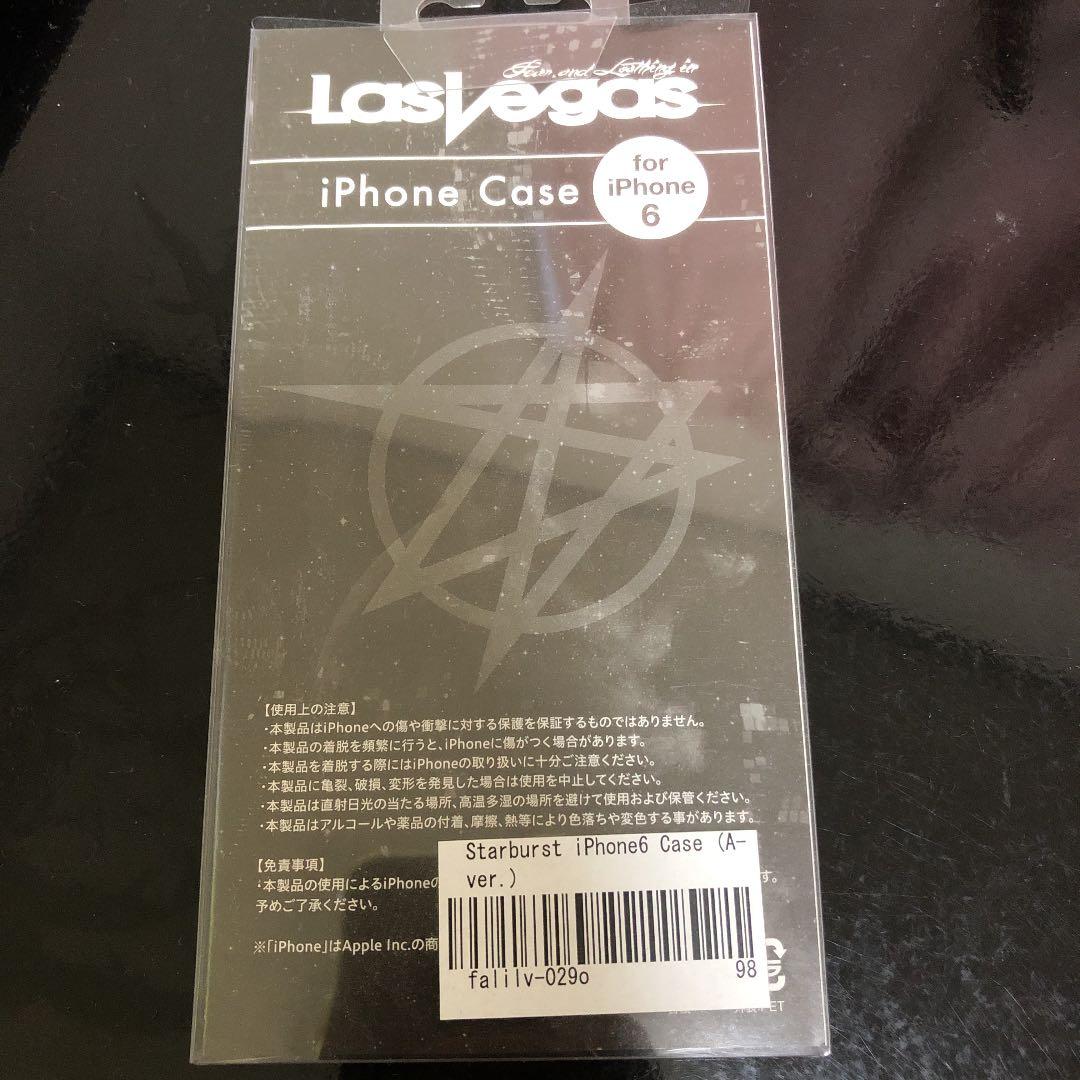 Fear, and Loathing in
Las Vegas
iPhone Case
for
iPhone
6
【使用上の注意】
・本製品はiPhoneへの傷や衝撃に対する保護を保証するものではありません。
・本製品の着脱を頻繁に行うと、iPhoneに傷がつく場合があります。
・本製品を着脱する際にはiPhoneの取り扱いに十分ご注意ください。
・本製品に亀裂、破損、変形を発見した場合は使用を中止してください。
・本製品は直射日光の当たる場所、高温多湿の場所を避けて使用および保管ください。
・本製品はアルコールや薬品の付着、摩擦、熱等により色落ちや変色する事があります。
【免責事項】
・本製品の使用によるiPhoneの す。
予めご了承ください。
※「iPhone」はApple Inc.の商
Starburst iPhone6 Case (A-
ver.)
falilv-029o 98